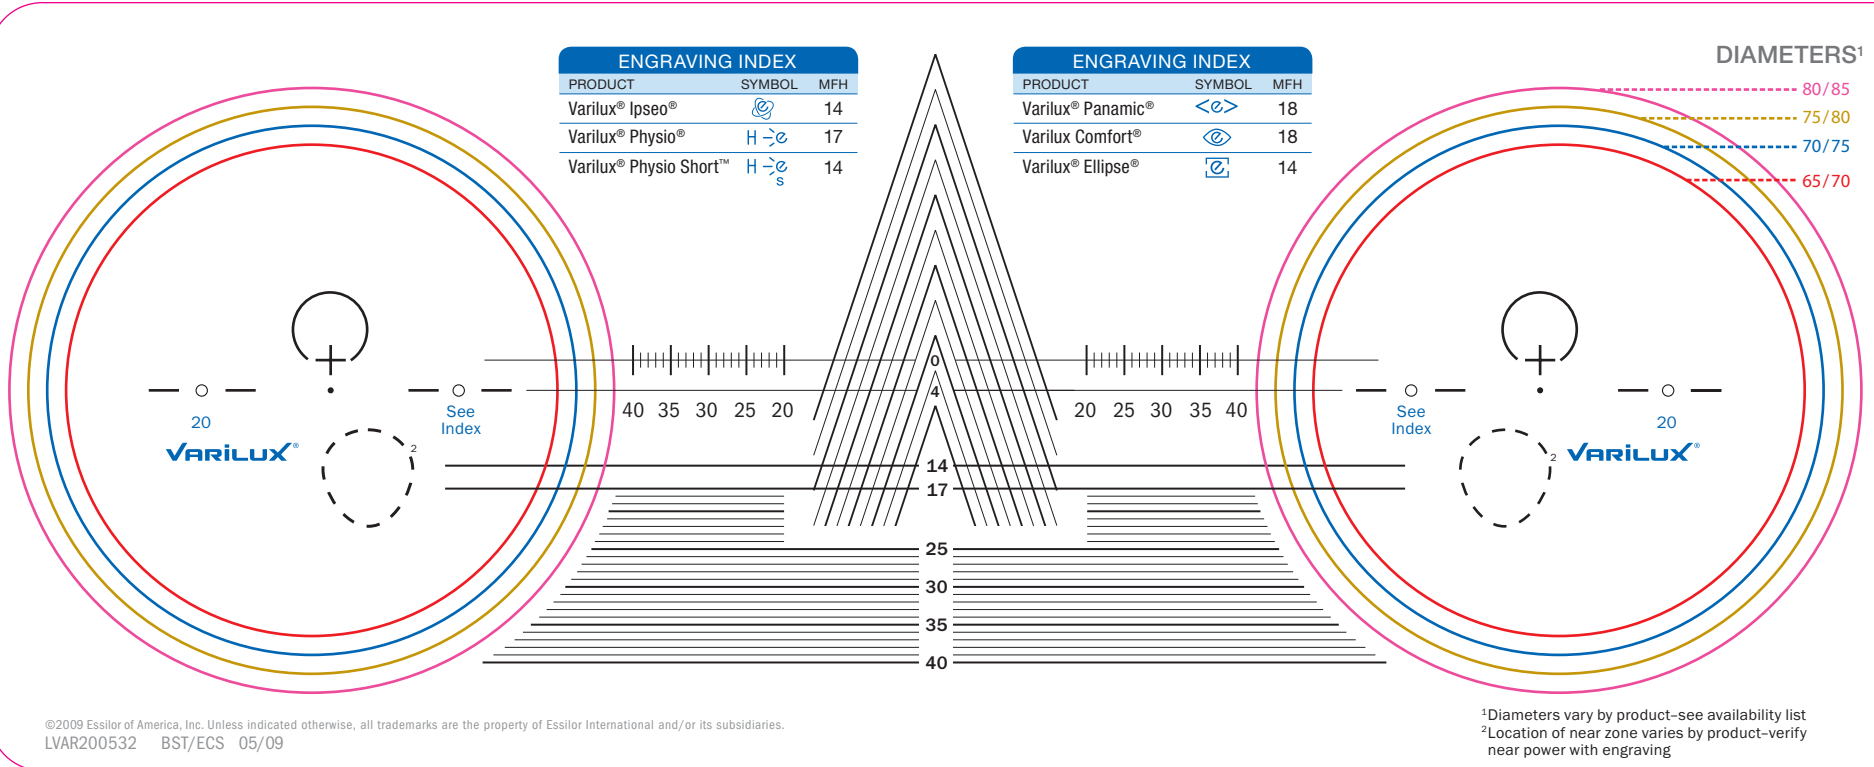 ENGRAVING INDEX
PRODUCT SYMBOL MFH
Varilux® Ipseo® e 14
Varilux® Physio® H e 17
Varilux® Physio Short™ H e s 14
ENGRAVING INDEX
PRODUCT SYMBOL MFH
Varilux® Panamic® <e> 18
Varilux Comfort® e 18
Varilux® Ellipse® e 14
DIAMETERS¹
80/85
75/80
70/75
65/70
0
4
40 35 30 25 20
20 25 30 35 40
20
See
Index
VARiLUX®
2
See
Index
20
2
VARiLUX®
14
17
25
30
35
40
©2009 Essilor of America, Inc. Unless indicated otherwise, all trademarks are the property of Essilor International and/or its subsidiaries.
LVAR200532 BST/ECS 05/09
¹Diameters vary by product–see availability list
²Location of near zone varies by product–verify
near power with engraving